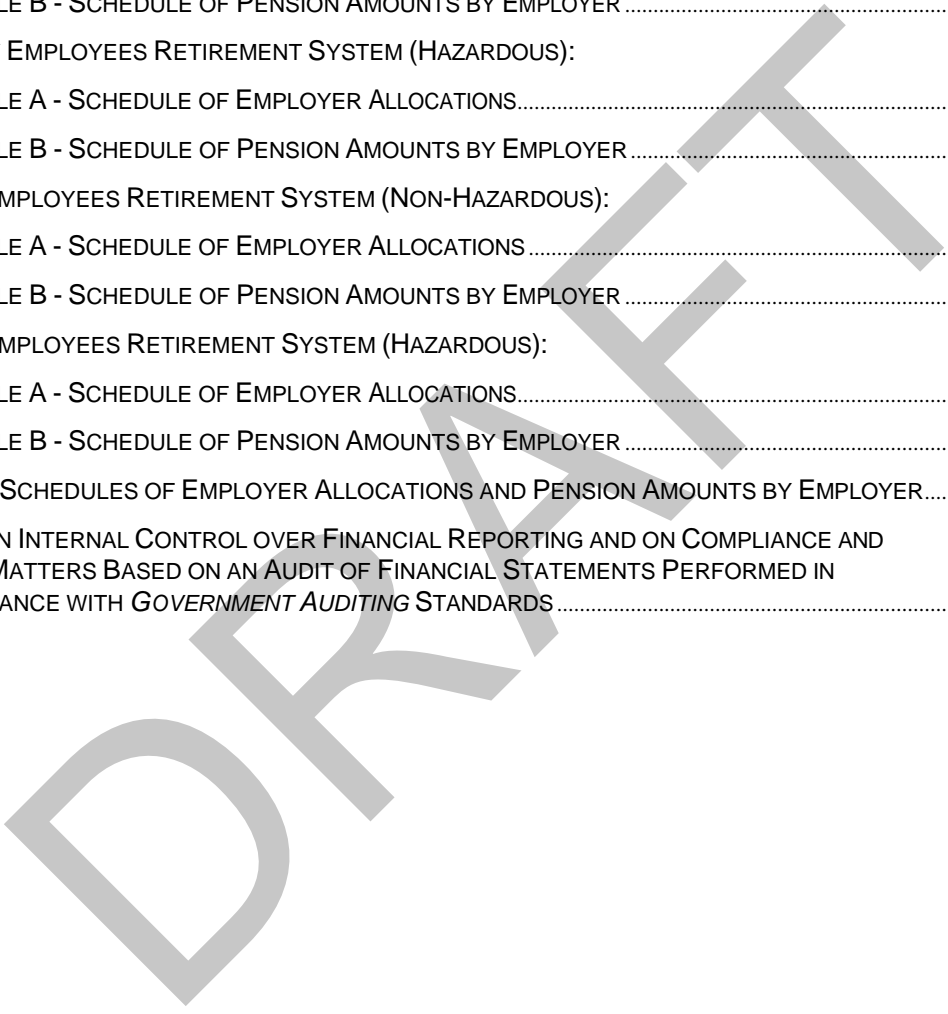 LE B - SCHEDULE OF PENSION AMOUNTS BY EMPLOYER
EMPLOYEES RETIREMENT SYSTEM (HAZARDOUS):
LE A - SCHEDULE OF EMPLOYER ALLOCATIONS
LE B - SCHEDULE OF PENSION AMOUNTS BY EMPLOYER
MPLOYEES RETIREMENT SYSTEM (NON-HAZARDOUS):
LE A - SCHEDULE OF EMPLOYER ALLOCATIONS
LE B - SCHEDULE OF PENSION AMOUNTS BY EMPLOYER
MPLOYEES RETIREMENT SYSTEM (HAZARDOUS):
LE A - SCHEDULE OF EMPLOYER ALLOCATIONS
LE B - SCHEDULE OF PENSION AMOUNTS BY EMPLOYER
SCHEDULES OF EMPLOYER ALLOCATIONS AND PENSION AMOUNTS BY EMPLOYER
N INTERNAL CONTROL OVER FINANCIAL REPORTING AND ON COMPLIANCE AND
MATTERS BASED ON AN AUDIT OF FINANCIAL STATEMENTS PERFORMED IN
ANCE WITH GOVERNMENT AUDITING STANDARDS
DRAFT